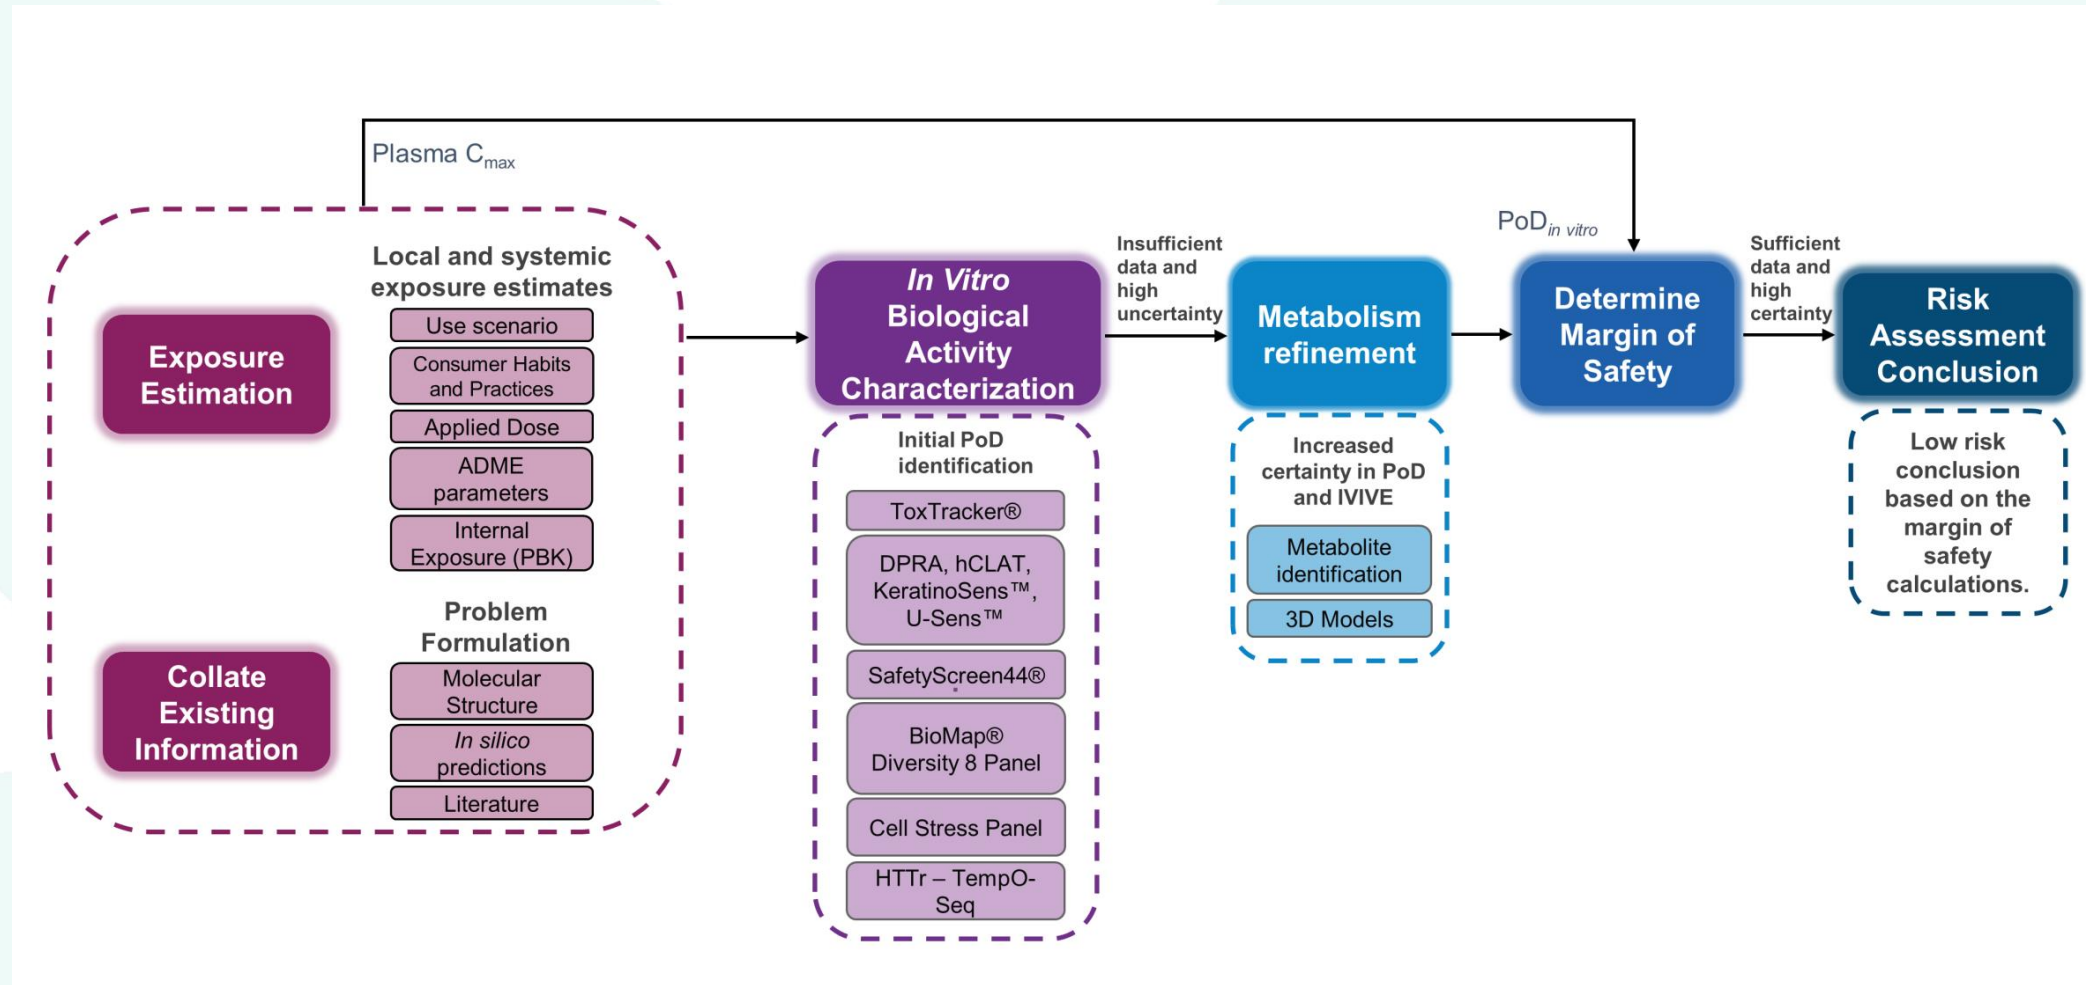 Plasma Cmax
Exposure
Estimation
Local and systemic
exposure estimates
Use scenario
Consumer Habits
and Practices
Applied Dose
ADME
parameters
Internal
Exposure (PBK)
Collate
Existing
Information
Problem
Formulation
Molecular
Structure
In silico
predictions
Literature
In Vitro
Biological
Activity
Characterization
Initial PoD
identification
ToxTracker®
DPRA, hCLAT,
KeratinoSens™,
U-Sens™
SafetyScreen44®
BioMap®
Diversity 8 Panel
Cell Stress Panel
HTTr – TempO-
Seq
Insufficient
data and
high
uncertainty
Metabolism
refinement
Increased
certainty in PoD
and IVIVE
Metabolite
identification
3D Models
PoDin vitro
Determine
Margin of
Safety
Sufficient
data and
high
certainty
Risk
Assessment
Conclusion
Low risk
conclusion
based on the
margin of
safety
calculations.